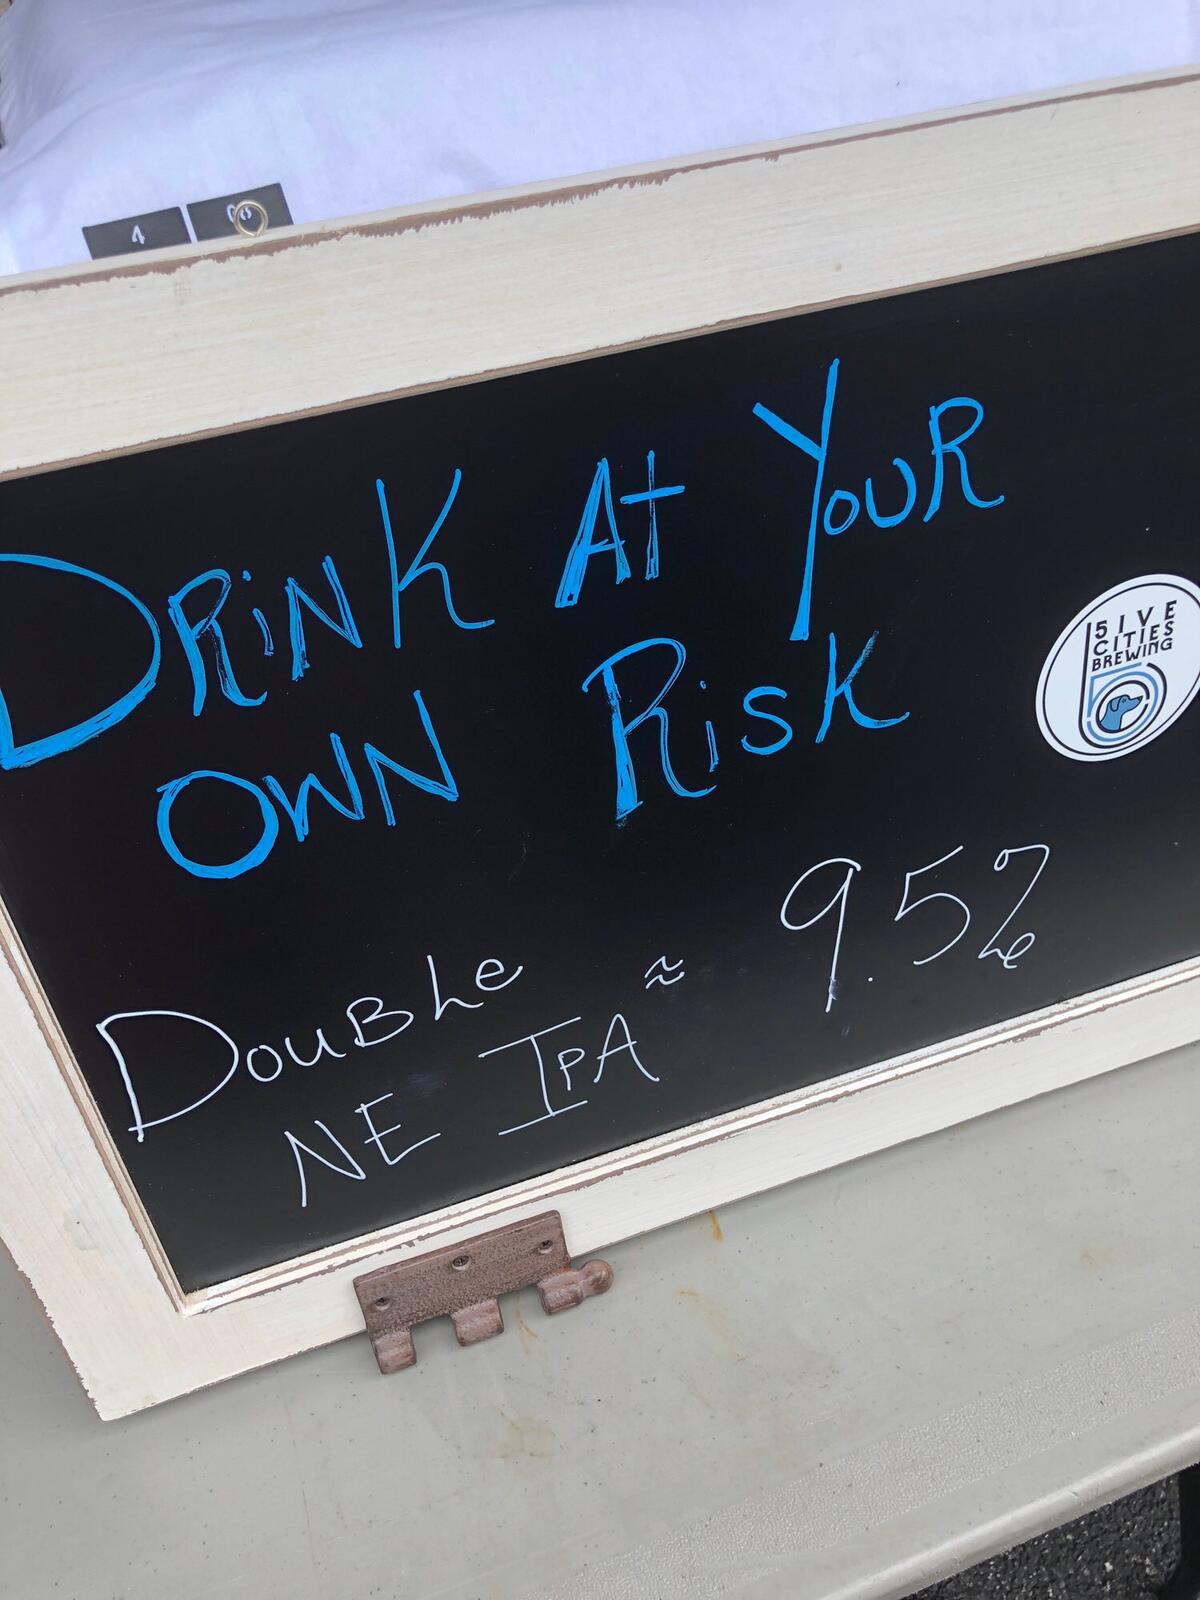 DRiNK At YouR
OWN RisK
5IVE
CITIES
BREWING
DouBLe ≈ 9.5%
NE IPA